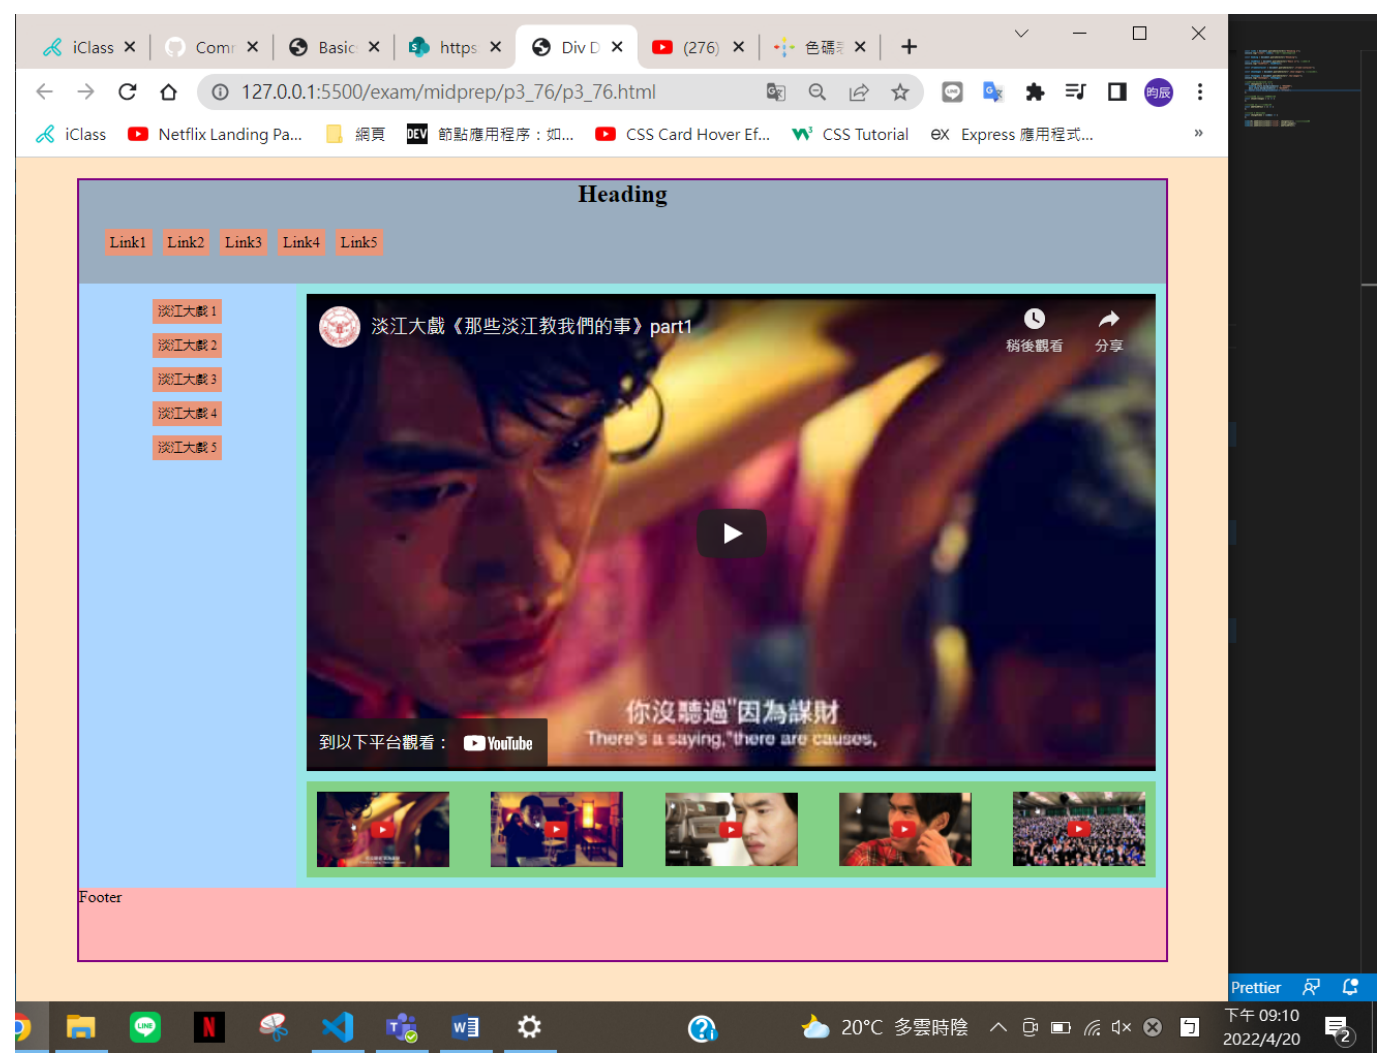 iClass
Com
Basic
https
Div D
(276)
色碼
127.0.0.1:5500/exam/midprep/p3_76/p3_76.html
昀辰
iClass
Netflix Landing Pa...
網頁
DEV
節點應用程序：如...
CSS Card Hover Ef...
CSS Tutorial
ex
Express 應用程式...
»
Heading
Link1 Link2 Link3 Link4 Link5
淡江大戲 1
淡江大戲 2
淡江大戲 3
淡江大戲 4
淡江大戲 5
淡江大戲《那些淡江教我們的事》part1
稍後觀看
分享
你沒聽過"因為謀財
There's a saying,"there are causes,
到以下平台觀看：
YouTube
Footer
Prettier
LINE
N
20°C 多雲時陰
ㄅ
下午 09:10
2022/4/20
2